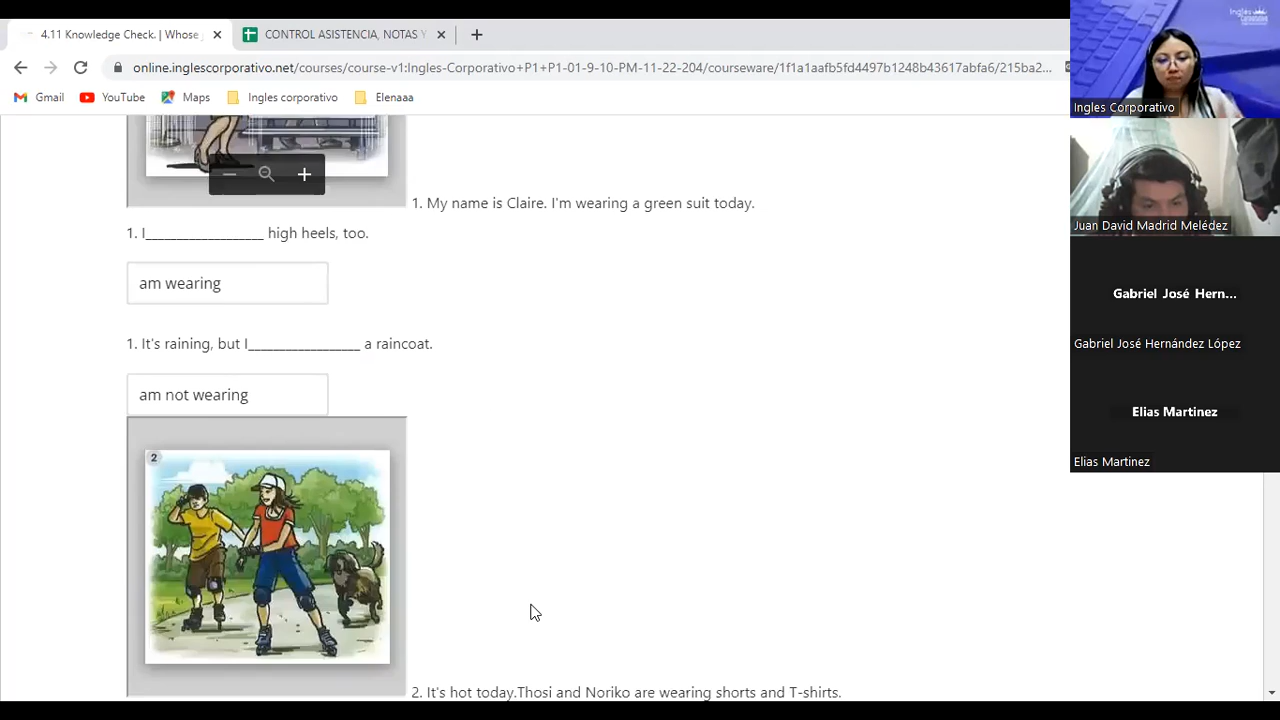 4.11 Knowledge Check. | Whose
CONTROL ASISTENCIA, NOTAS Y
online.inglescorporativo.net/courses/course-v1:Ingles-Corporativo+P1+P1-01-9-10-PM-11-22-204/courseware/1f1a1aafb5fd4497b1248b43617abfa6/215ba2...
Gmail YouTube Maps Ingles corporativo Elenaaa
1. My name is Claire. I'm wearing a green suit today.
1. I__________________ high heels, too.
am wearing
1. It's raining, but I_________________ a raincoat.
am not wearing
2
2. It's hot today.Thosi and Noriko are wearing shorts and T-shirts.
Ingles Corporativo
Juan David Madrid Melédez
Gabriel José Hern...
Gabriel José Hernández López
Elias Martinez
Elias Martinez